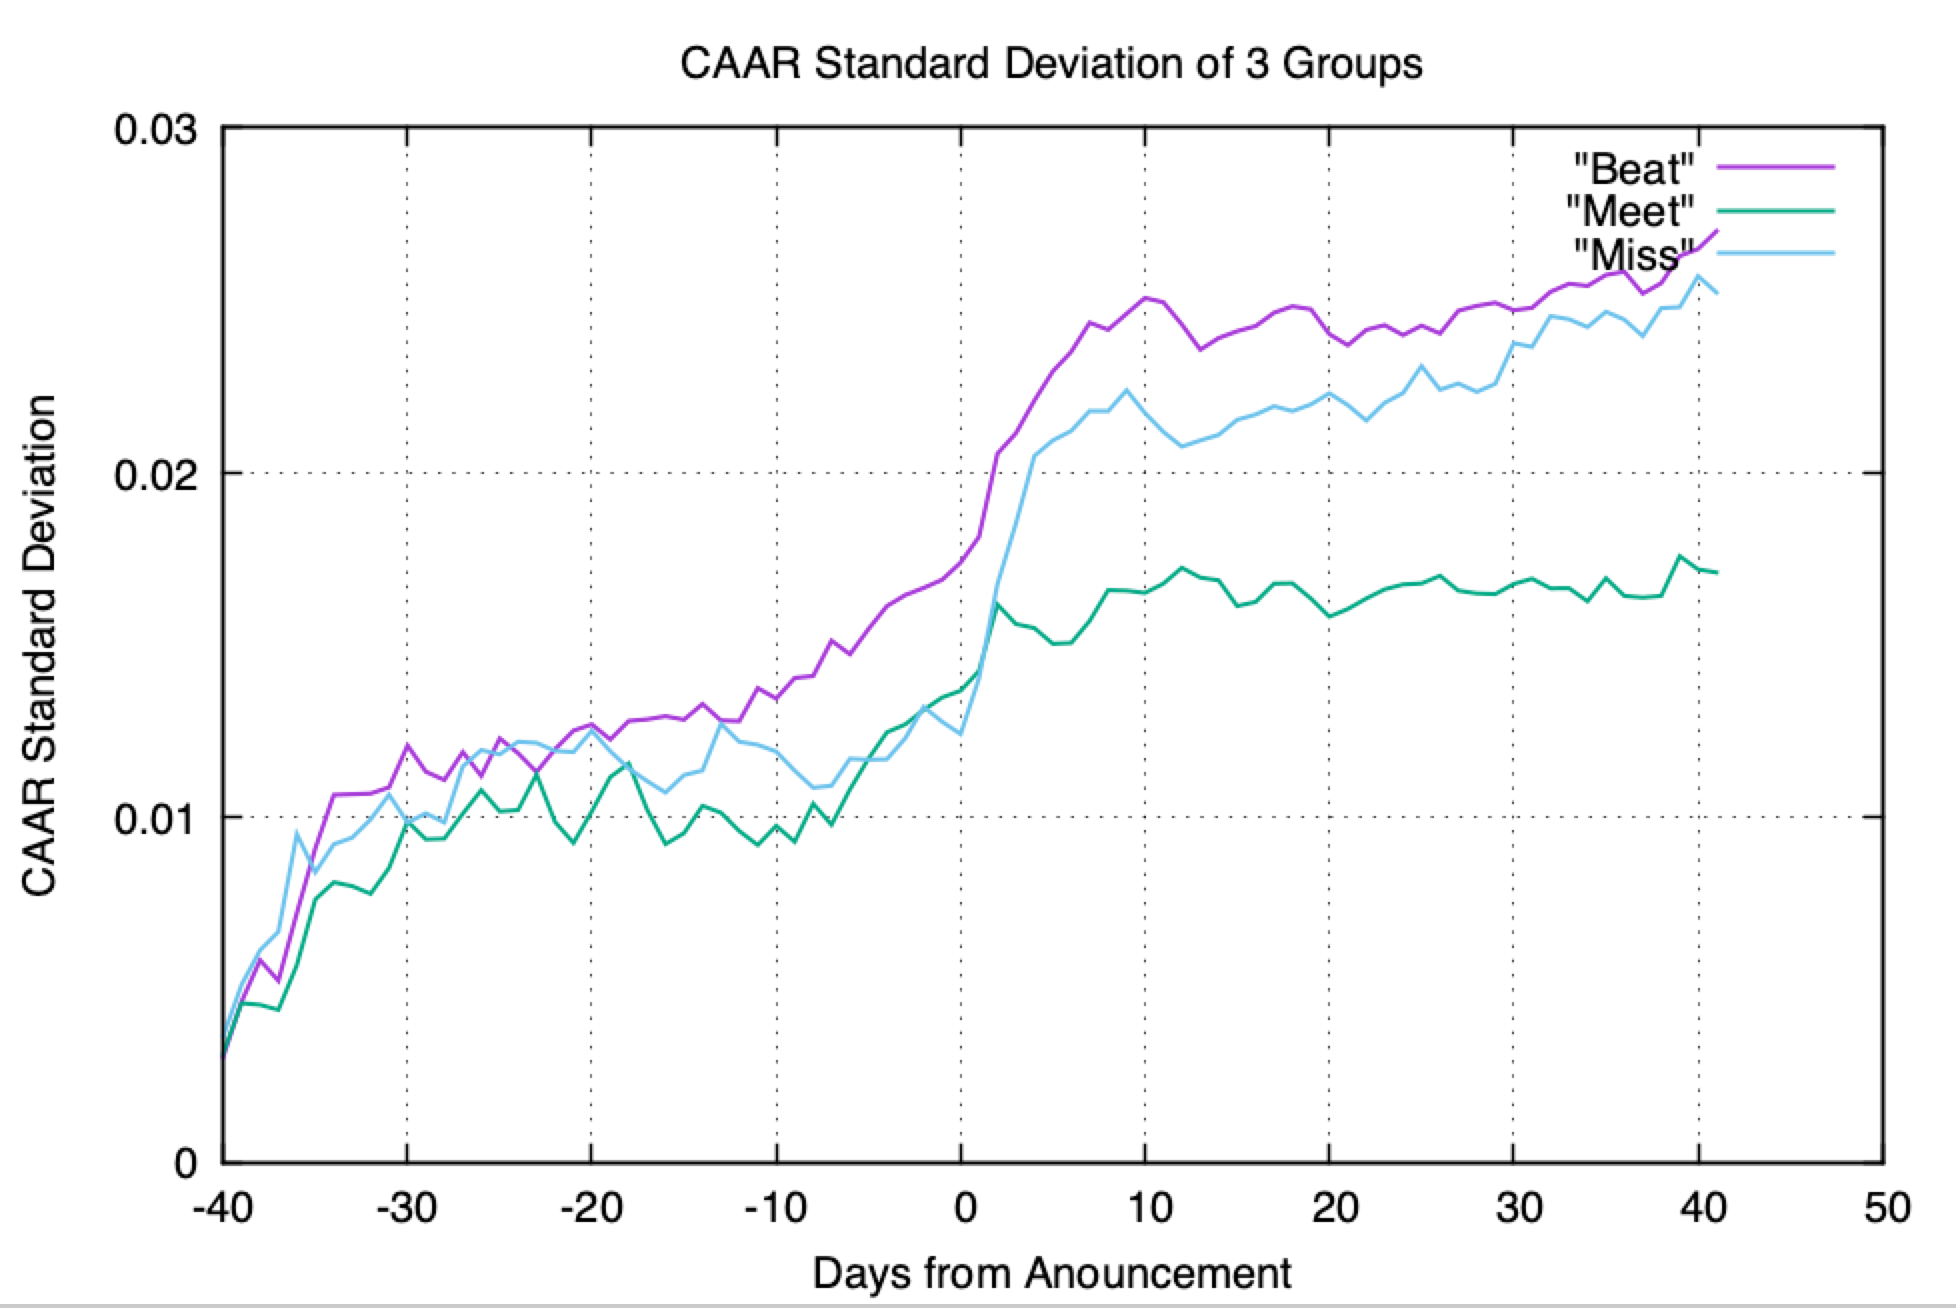 CAAR Standard Deviation of 3 Groups
0.03
"Beat"
"Meet"
"Miss"
0.02
CAAR Standard Deviation
0.01
0
-40 -30 -20 -10 0 10 20 30 40 50
Days from Anouncement